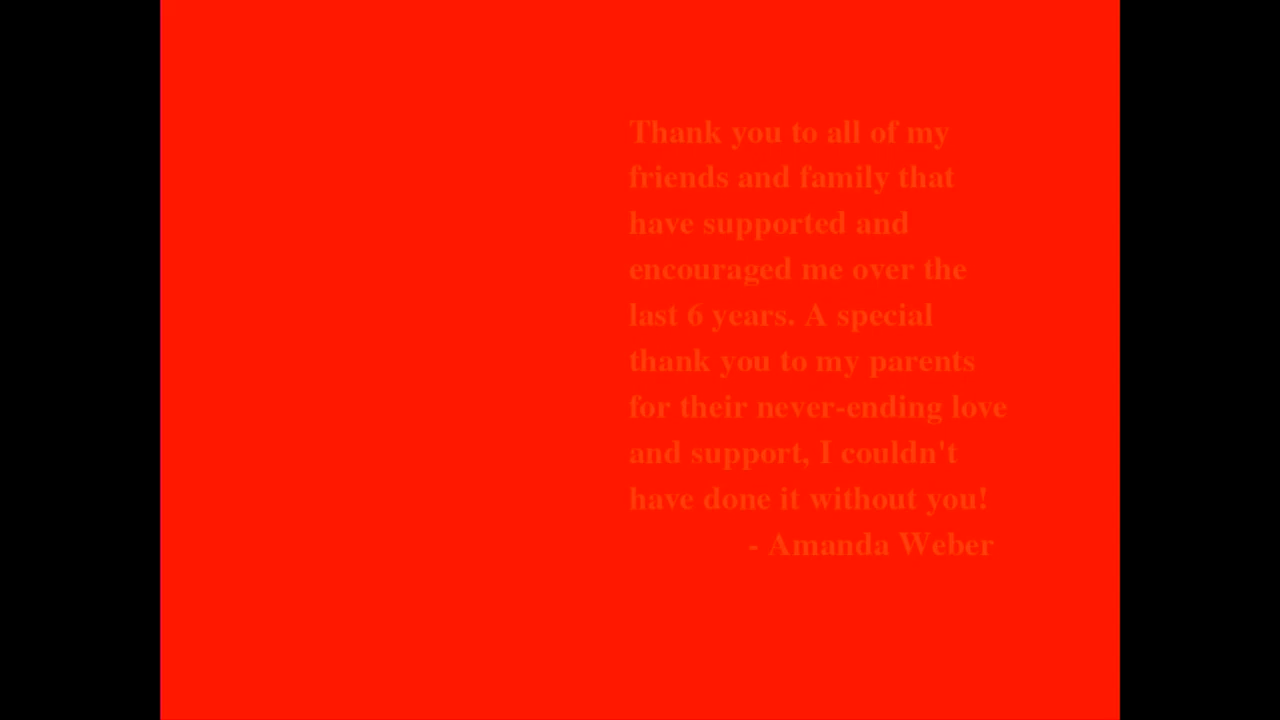 Thank you to all of my
friends and family that
have supported and
encouraged me over the
last 6 years. A special
thank you to my parents
for their never-ending love
and support, I couldn't
have done it without you!
- Amanda Weber